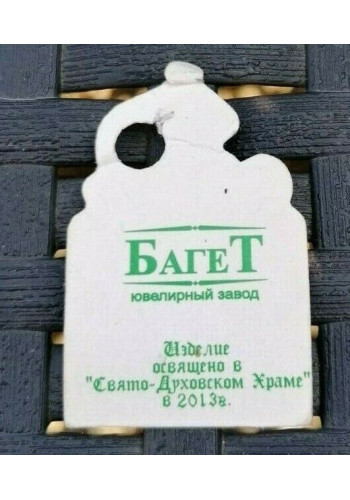 БАГЕТ
ювелирный завод
Изделие
освящено в
"Свято-Духовском Храме"
в 2013г.